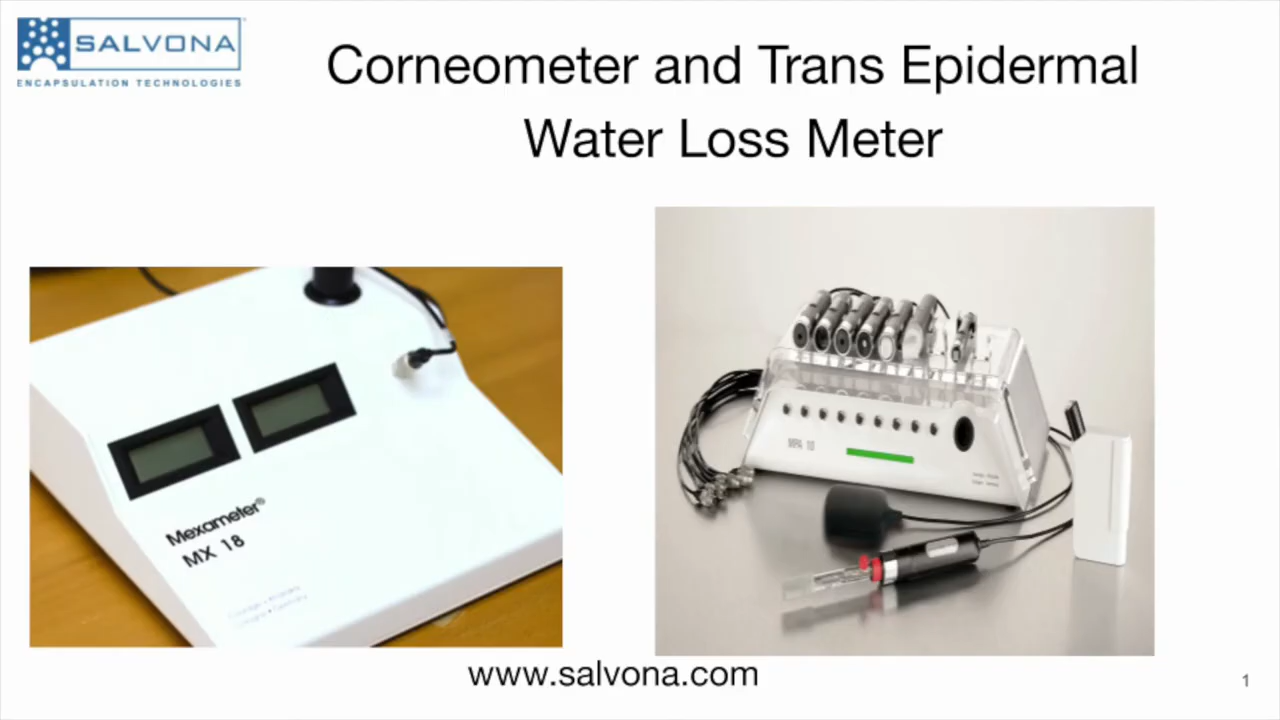 SALVONA
ENCAPSULATION TECHNOLOGIES
Corneometer and Trans Epidermal
Water Loss Meter
Mexameter®
MX 18
MPA 10
www.salvona.com
1